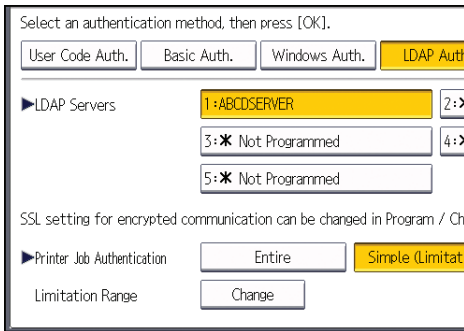 Select an authentication method, then press [OK].
User Code Auth. Basic Auth. Windows Auth. LDAP Auth
▶LDAP Servers 1:ABCDSERVER 2:
3:✱ Not Programmed 4:
5:✱ Not Programmed
SSL setting for encrypted communication can be changed in Program / Ch
▶Printer Job Authentication Entire Simple (Limitat
Limitation Range Change